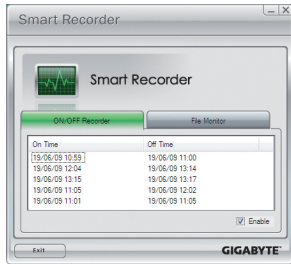 Smart Recorder
Smart Recorder
ON/OFF Recorder File Monitor
On Time Off Time
19/06/09 10:59 19/06/09 11:00
19/06/09 12:04 19/06/09 13:14
19/06/09 13:15 19/06/09 13:17
19/06/09 11:05 19/06/09 12:02
19/06/09 11:01 19/06/09 11:05
Enable
Exit GIGABYTE™